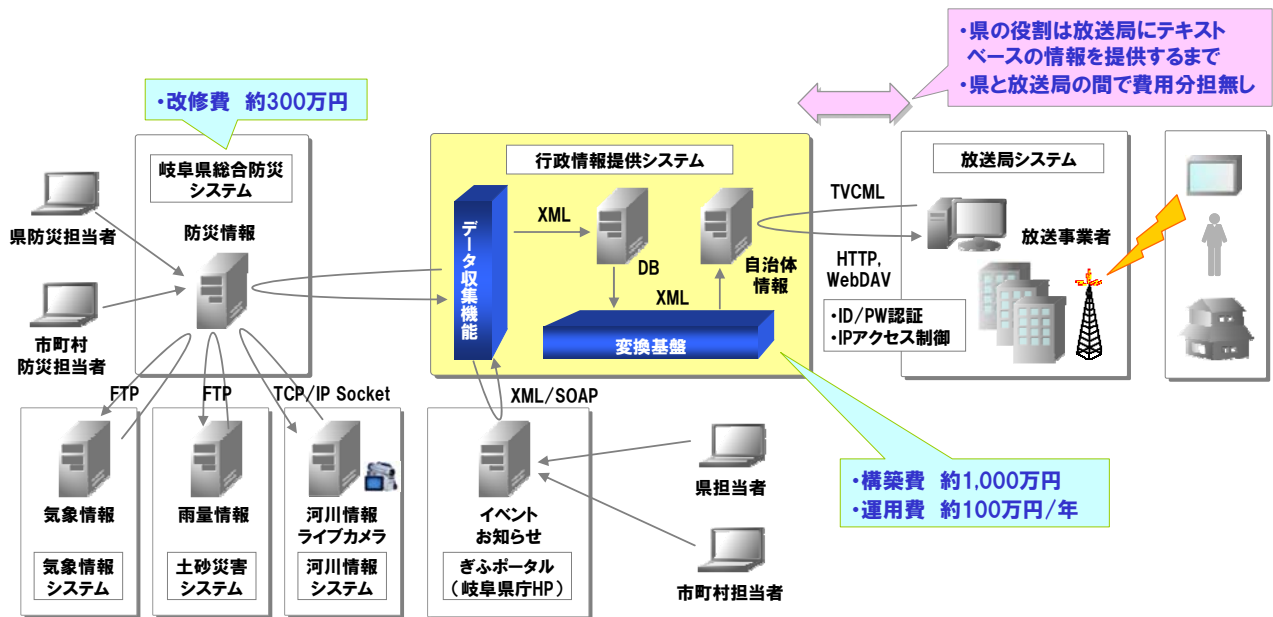 ・県の役割は放送局にテキスト
ベースの情報を提供するまで
・県と放送局の間で費用分担無し
・改修費 約300万円
岐阜県総合防災
システム
防災情報
県防災担当者
市町村
防災担当者
行政情報提供システム
データ収集機能
XML
DB
XML
自治体
情報
変換基盤
放送局システム
TVCML
放送事業者
HTTP,
WebDAV
・ID/PW認証
・IPアクセス制御
FTP
FTP
TCP/IP Socket
XML/SOAP
気象情報
気象情報
システム
雨量情報
土砂災害
システム
河川情報
ライブカメラ
河川情報
システム
イベント
お知らせ
ぎふポータル
（岐阜県庁HP）
県担当者
市町村担当者
・構築費 約1,000万円
・運用費 約100万円/年